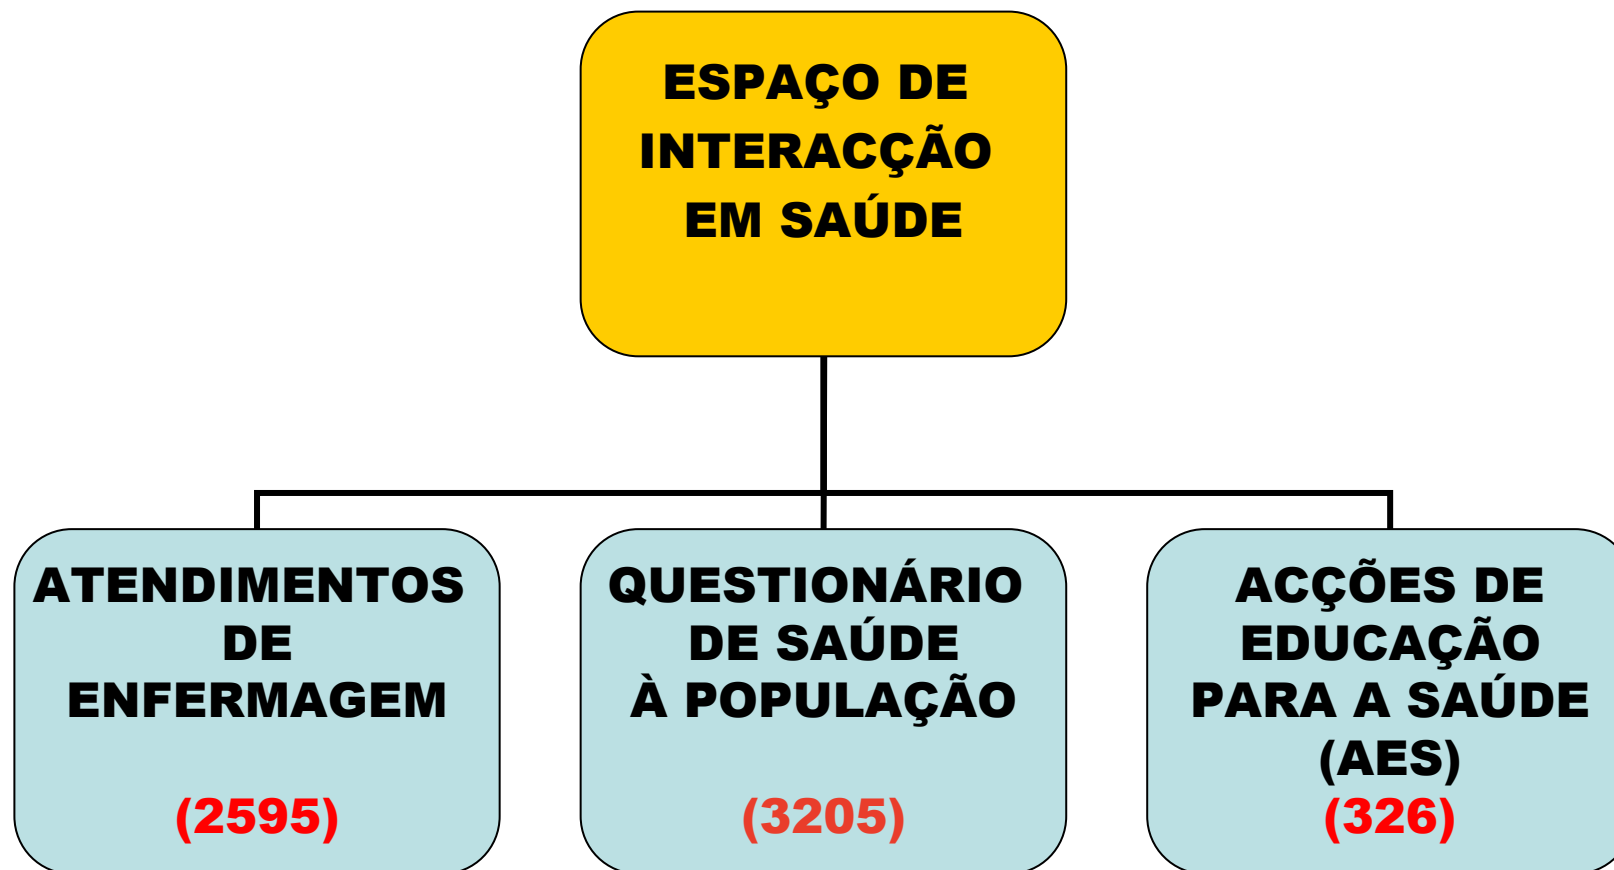 ESPAÇO DE
INTERACÇÃO
EM SAÚDE
ATENDIMENTOS
DE
ENFERMAGEM
(2595)
QUESTIONÁRIO
DE SAÚDE
À POPULAÇÃO
(3205)
ACÇÕES DE
EDUCAÇÃO
PARA A SAÚDE
(AES)
(326)